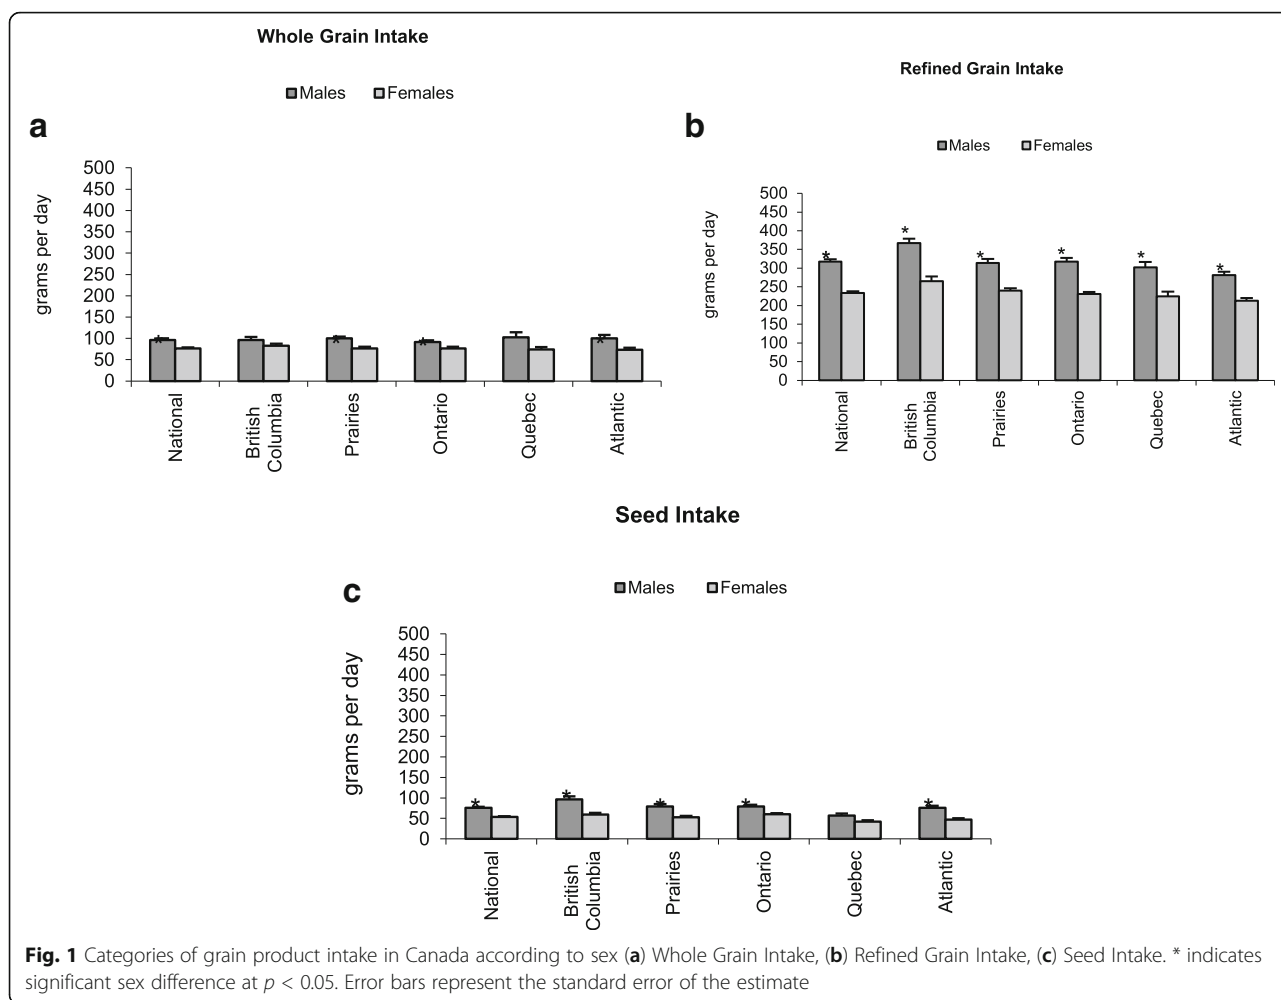 Whole Grain Intake
Males Females
a
500
450
400
350
300
250
200
150
100
50
0
grams per day
* * * *
National
British
Columbia
Prairies
Ontario
Quebec
Atlantic
Refined Grain Intake
b
Males Females
500
450
400
350
300
250
200
150
100
50
0
grams per day
* * * * * *
National
British
Columbia
Prairies
Ontario
Quebec
Atlantic
Seed Intake
c
Males Females
500
450
400
350
300
250
200
150
100
50
0
grams per day
* * * * *
National
British
Columbia
Prairies
Ontario
Quebec
Atlantic
Fig. 1 Categories of grain product intake in Canada according to sex (a) Whole Grain Intake, (b) Refined Grain Intake, (c) Seed Intake. * indicates
significant sex difference at p < 0.05. Error bars represent the standard error of the estimate